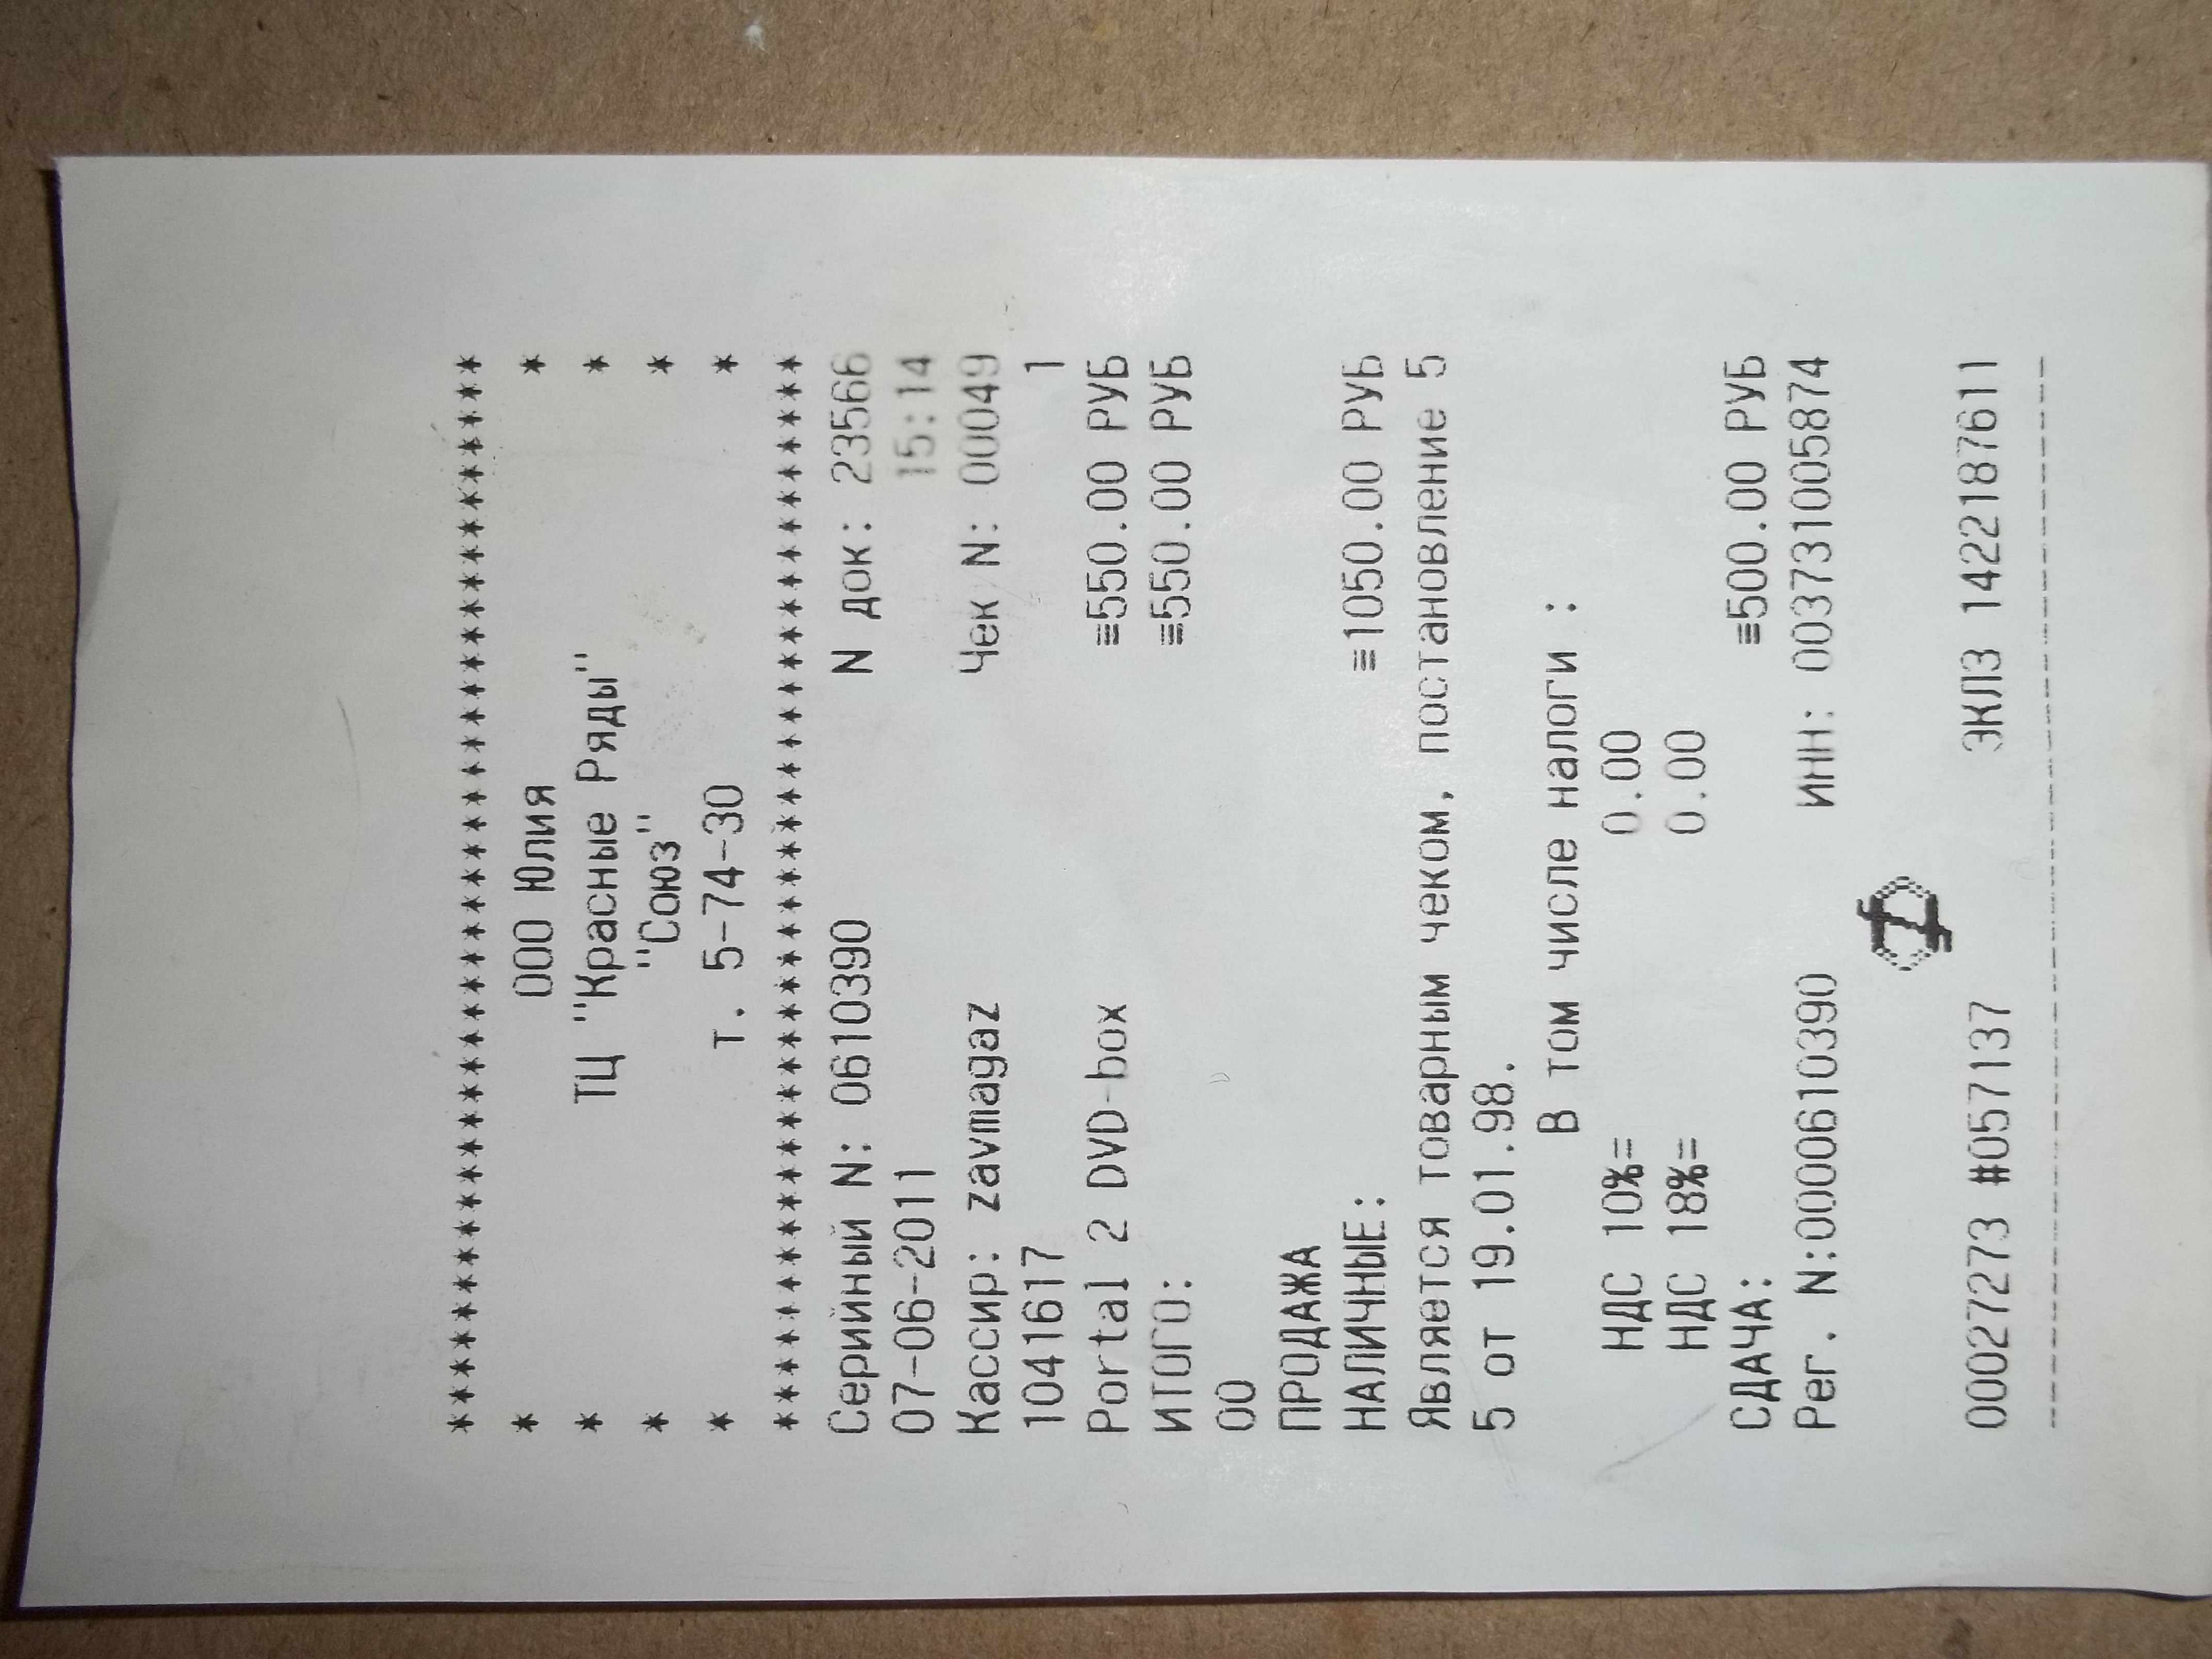 ****************************************
* ООО Юлия *
* ТЦ "Красные Ряды" *
* "Союз" *
* т. 5-74-30 *
****************************************
Серийный N: 0610390 N док: 23566
07-06-2011 15:14
Кассир: zavmagaz Чек N: 00049
1041617 1
Portal 2 DVD-box ≡550.00 РУБ
ИТОГО: ≡550.00 РУБ
00
ПРОДАЖА
НАЛИЧНЫЕ: ≡1050.00 РУБ
Является товарным чеком, постановление 5
5 от 19.01.98.
В том числе налоги :
НДС 10%= 0.00
НДС 18%= 0.00
СДАЧА: ≡500.00 РУБ
Рег. N:000610390 ИНН: 003731005874
00027273 #057137 ЭКЛЗ 1422187611